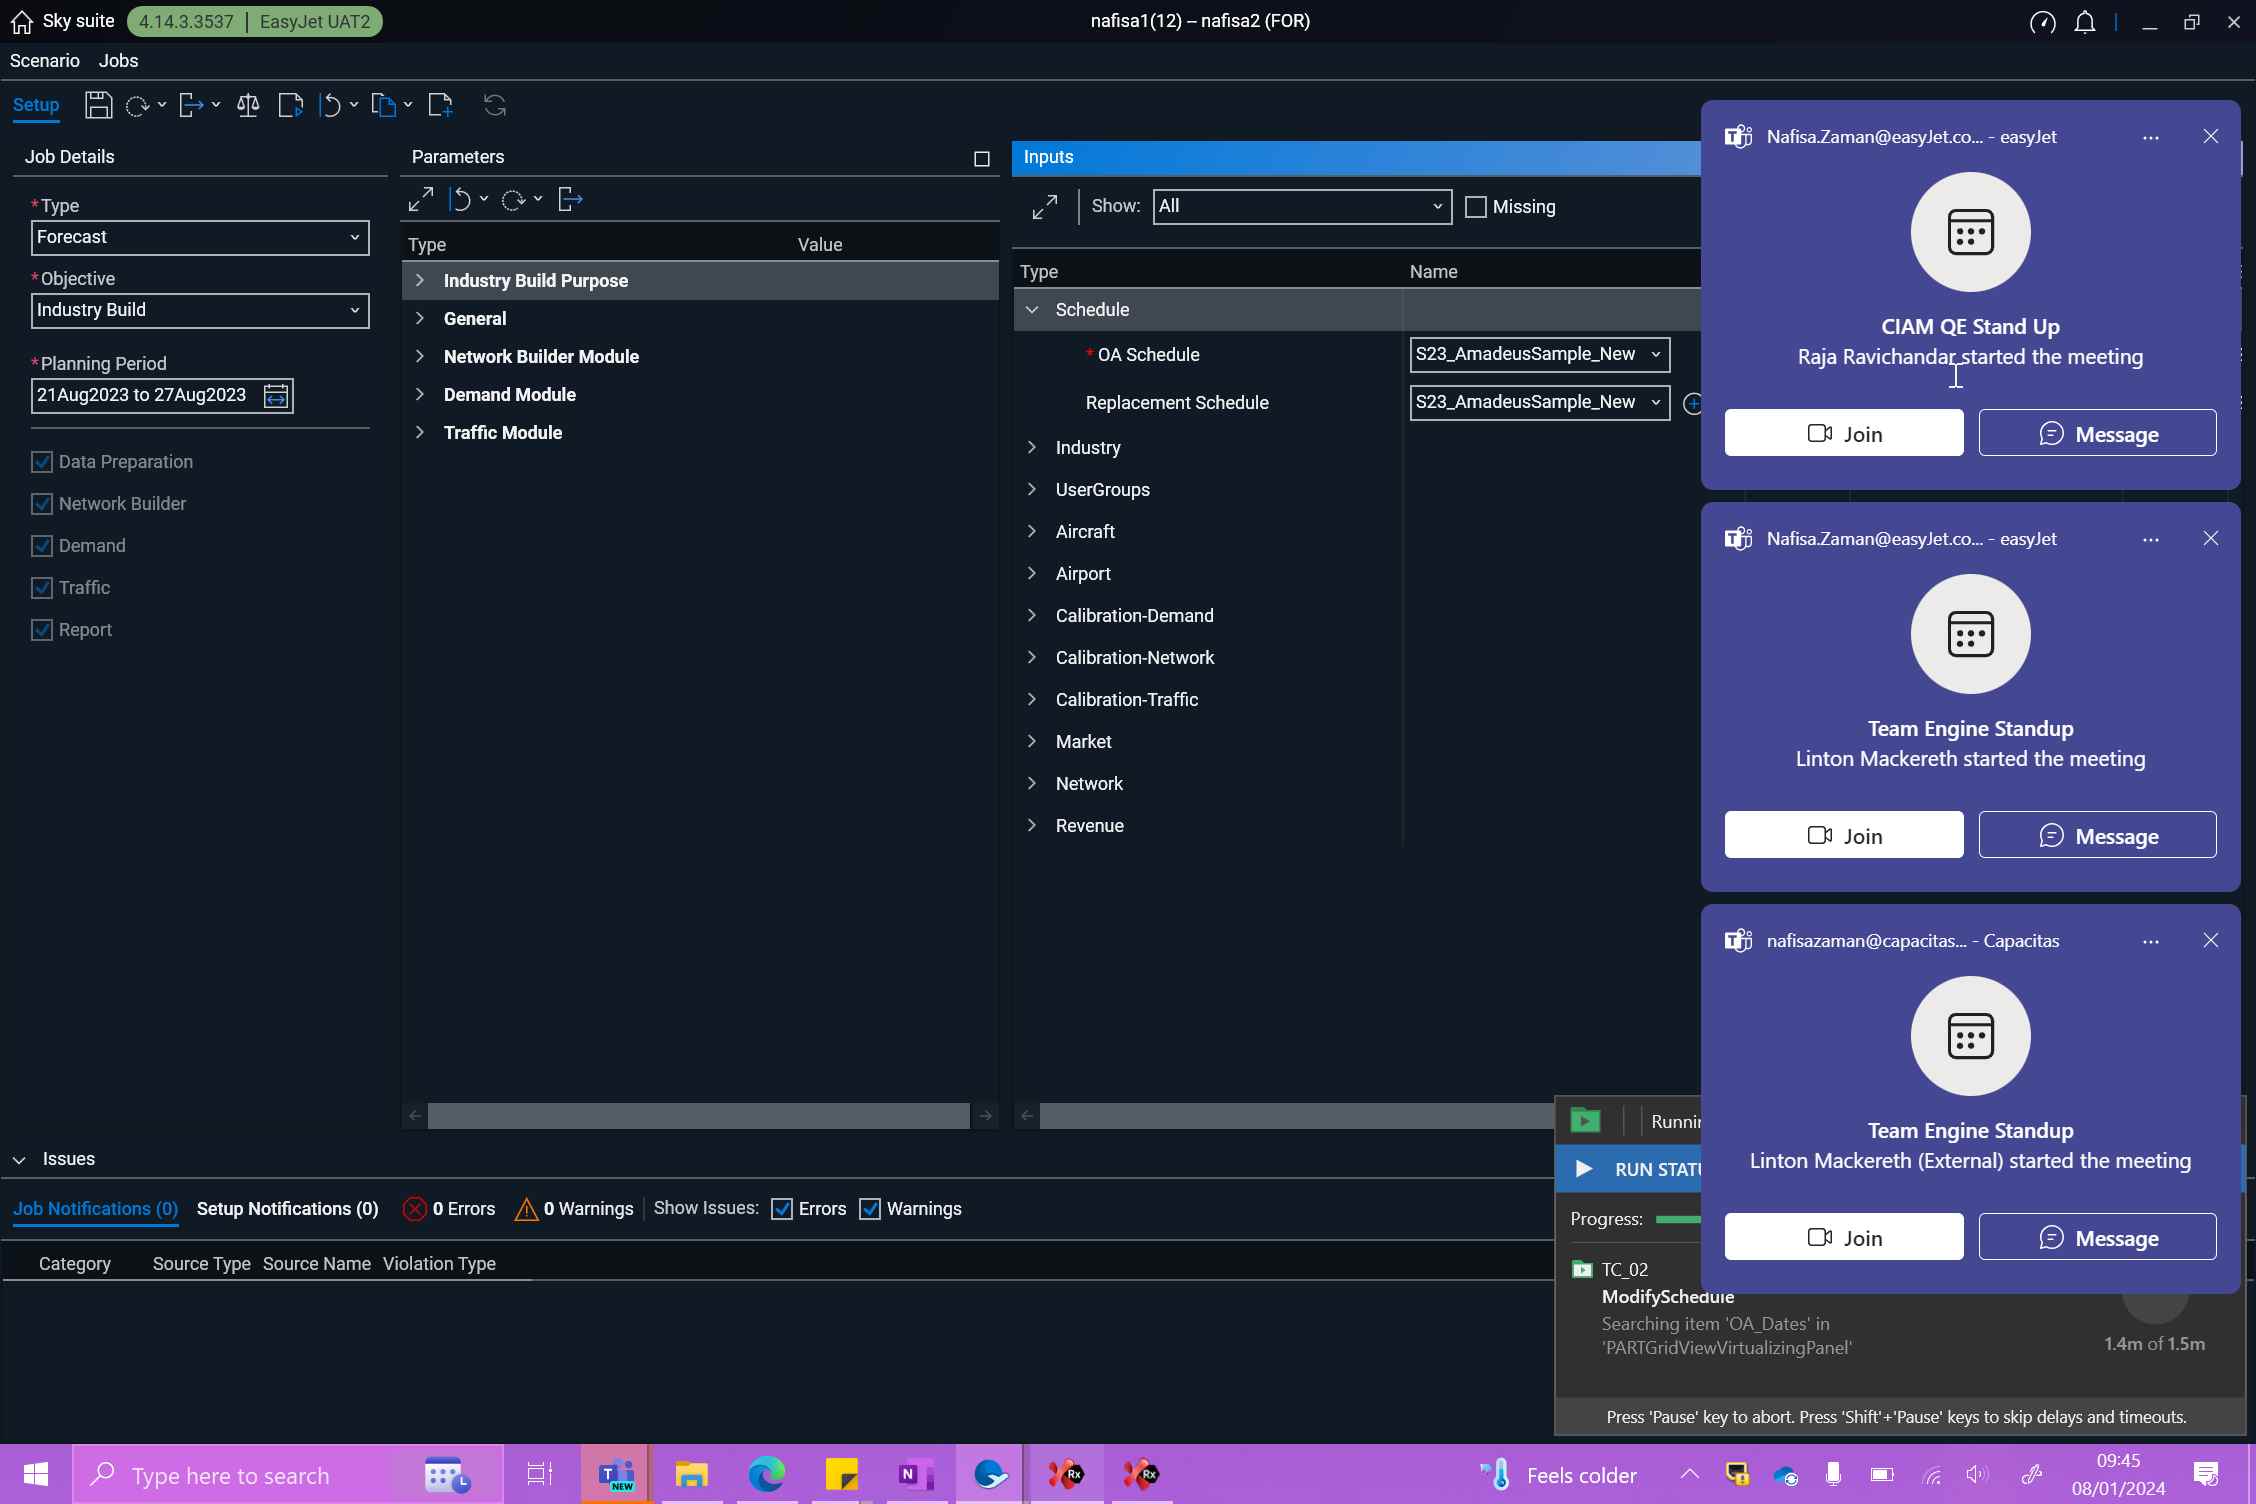 Sky suite 4.14.3.3537 | EasyJet UAT2 nafisa1(12) – nafisa2 (FOR)
Scenario Jobs
Setup
Job Details
*Type
Forecast
*Objective
Industry Build
*Planning Period
21Aug2023 to 27Aug2023
Data Preparation
Network Builder
Demand
Traffic
Report
Parameters
Type Value
Industry Build Purpose
General
Network Builder Module
Demand Module
Traffic Module
Inputs
Show: All Missing
Type Name
Schedule
* OA Schedule S23_AmadeusSample_New
Replacement Schedule S23_AmadeusSample_New
Industry
UserGroups
Aircraft
Airport
Calibration-Demand
Calibration-Network
Calibration-Traffic
Market
Network
Revenue
Nafisa.Zaman@easyJet.co... - easyJet
CIAM QE Stand Up
Raja Ravichandar started the meeting
Join Message
Nafisa.Zaman@easyJet.co... - easyJet
Team Engine Standup
Linton Mackereth started the meeting
Join Message
nafisazaman@capacitas... - Capacitas
Team Engine Standup
Linton Mackereth (External) started the meeting
Join Message
Issues
Job Notifications (0) Setup Notifications (0) 0 Errors 0 Warnings Show Issues: Errors Warnings
Category Source Type Source Name Violation Type
Progress:
TC_02
ModifySchedule
Searching item 'OA_Dates' in
'PARTGridViewVirtualizingPanel'
1.4m of 1.5m
Press 'Pause' key to abort. Press 'Shift'+'Pause' keys to skip delays and timeouts.
Type here to search
NEW
Feels colder
09:45
08/01/2024